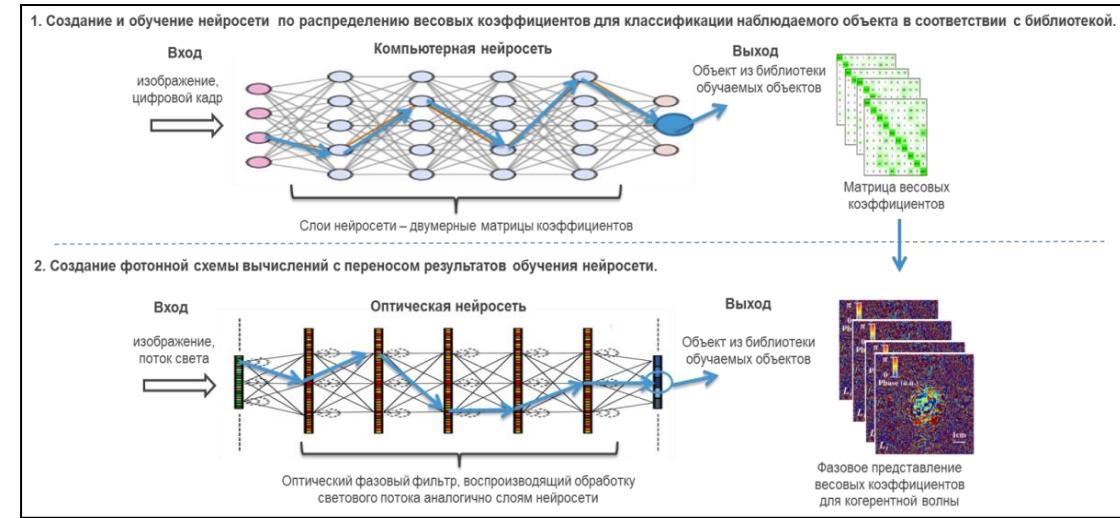 1. Создание и обучение нейросети по распределению весовых коэффициентов для классификации наблюдаемого объекта в соответствии с библиотекой.
Вход
изображение,
цифровой кадр
Компьютерная нейросеть
Выход
Объект из библиотеки
обучаемых объектов
Слои нейросети – двумерные матрицы коэффициентов
Матрица весовых
коэффициентов
2. Создание фотонной схемы вычислений с переносом результатов обучения нейросети.
Вход
изображение,
поток света
Оптическая нейросеть
Выход
Объект из библиотеки
обучаемых объектов
Оптический фазовый фильтр, воспроизводящий обработку
светового потока аналогично слоям нейросети
π
0
Phase (a.u.)
1cm
Фазовое представление
весовых коэффициентов
для когерентной волны